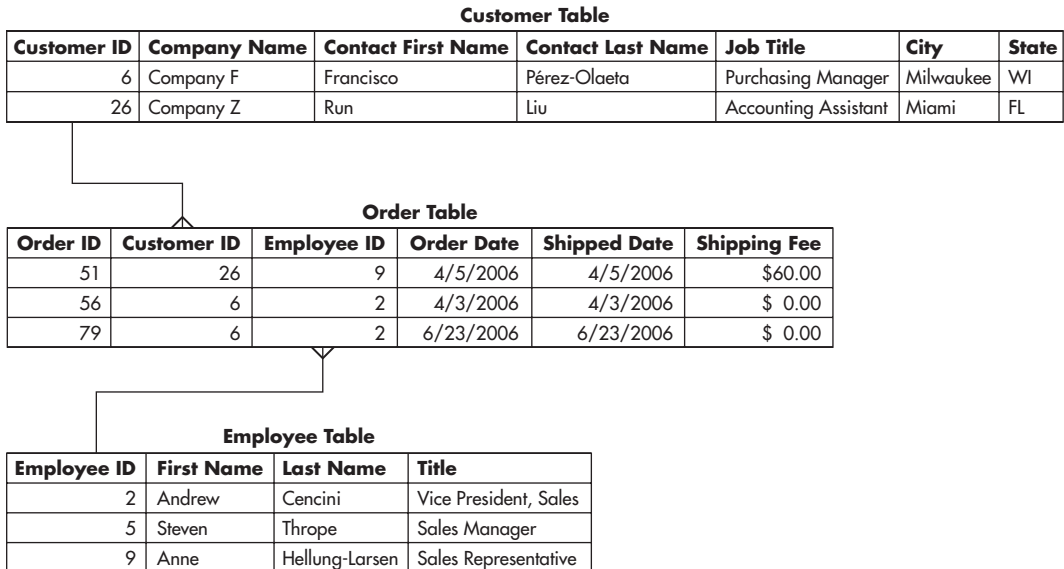 Customer Table
Customer ID Company Name Contact First Name Contact Last Name Job Title City State
6 Company F Francisco Pérez-Olaeta Purchasing Manager Milwaukee WI
26 Company Z Run Liu Accounting Assistant Miami FL
Order Table
Order ID Customer ID Employee ID Order Date Shipped Date Shipping Fee
51 26 9 4/5/2006 4/5/2006 $60.00
56 6 2 4/3/2006 4/3/2006 $ 0.00
79 6 2 6/23/2006 6/23/2006 $ 0.00
Employee Table
Employee ID First Name Last Name Title
2 Andrew Cencini Vice President, Sales
5 Steven Thrope Sales Manager
9 Anne Hellung-Larsen Sales Representative